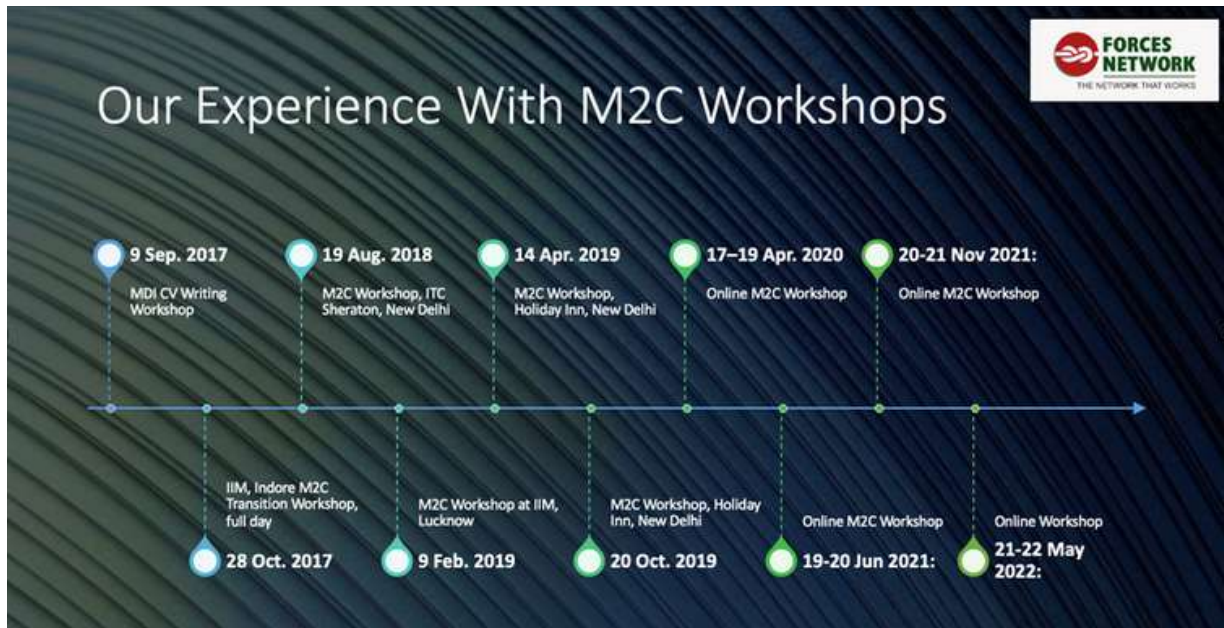 FORCES
NETWORK
THE NETWORK THAT WORKS
Our Experience With M2C Workshops
9 Sep. 2017
MDI CV Writing
Workshop
19 Aug. 2018
M2C Workshop, ITC
Sheraton, New Delhi
14 Apr. 2019
M2C Workshop,
Holiday Inn, New Delhi
17–19 Apr. 2020
Online M2C Workshop
20-21 Nov 2021:
Online M2C Workshop
IIM, Indore M2C
Transition Workshop,
full day
28 Oct. 2017
M2C Workshop at IIM,
Lucknow
9 Feb. 2019
M2C Workshop, Holiday
Inn, New Delhi
20 Oct. 2019
Online M2C Workshop
19-20 Jun 2021:
Online Workshop
21-22 May
2022: